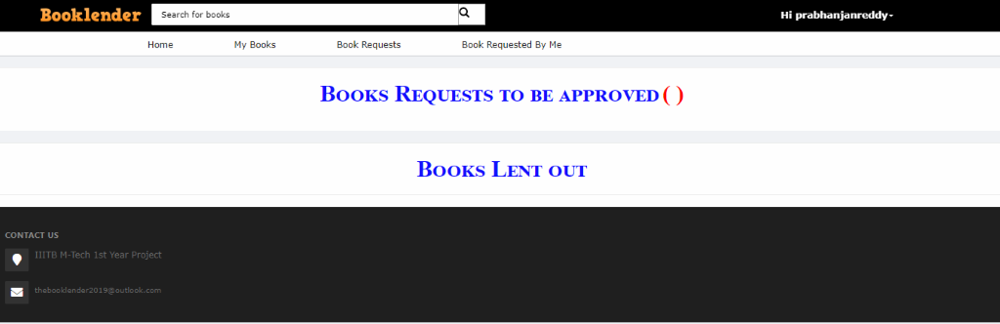 Booklender Search for books Hi prabhanjanreddy
Home My Books Book Requests Book Requested By Me
Books Requests to be approved ( )
Books Lent out
CONTACT US
IIITB M-Tech 1st Year Project
thebooklender2019@outlook.com